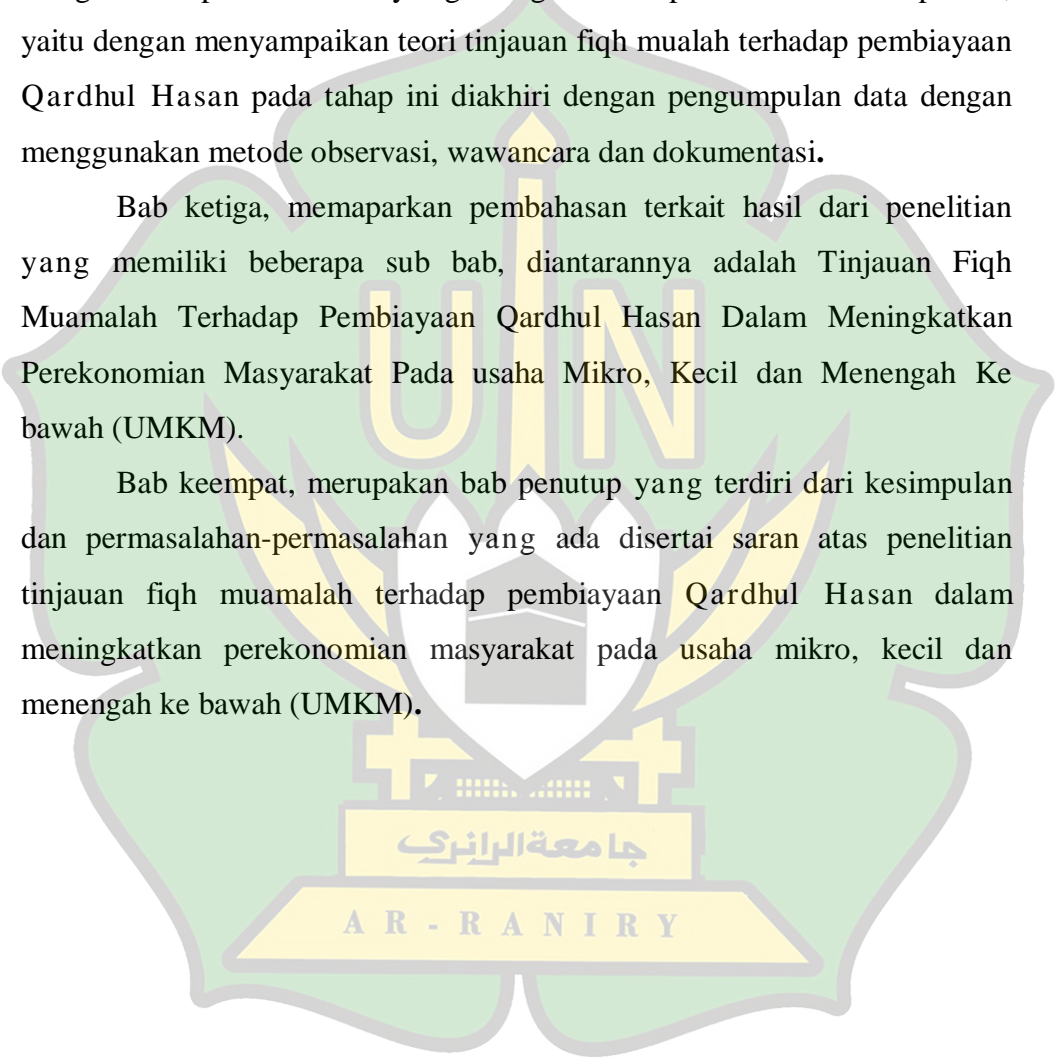 yaitu dengan menyampaikan teori tinjauan fiqh mualah terhadap pembiayaan
Qardhul Hasan pada tahap ini diakhiri dengan pengumpulan data dengan
menggunakan metode observasi, wawancara dan dokumentasi.
Bab ketiga, memaparkan pembahasan terkait hasil dari penelitian
yang memiliki beberapa sub bab, diantarannya adalah Tinjauan Fiqh
Muamalah Terhadap Pembiayaan Qardhul Hasan Dalam Meningkatkan
Perekonomian Masyarakat Pada usaha Mikro, Kecil dan Menengah Ke
bawah (UMKM).
Bab keempat, merupakan bab penutup yang terdiri dari kesimpulan
dan permasalahan-permasalahan yang ada disertai saran atas penelitian
tinjauan fiqh muamalah terhadap pembiayaan Qardhul Hasan dalam
meningkatkan perekonomian masyarakat pada usaha mikro, kecil dan
menengah ke bawah (UMKM).
UIN
جامعةالرانري
AR-RANIRY